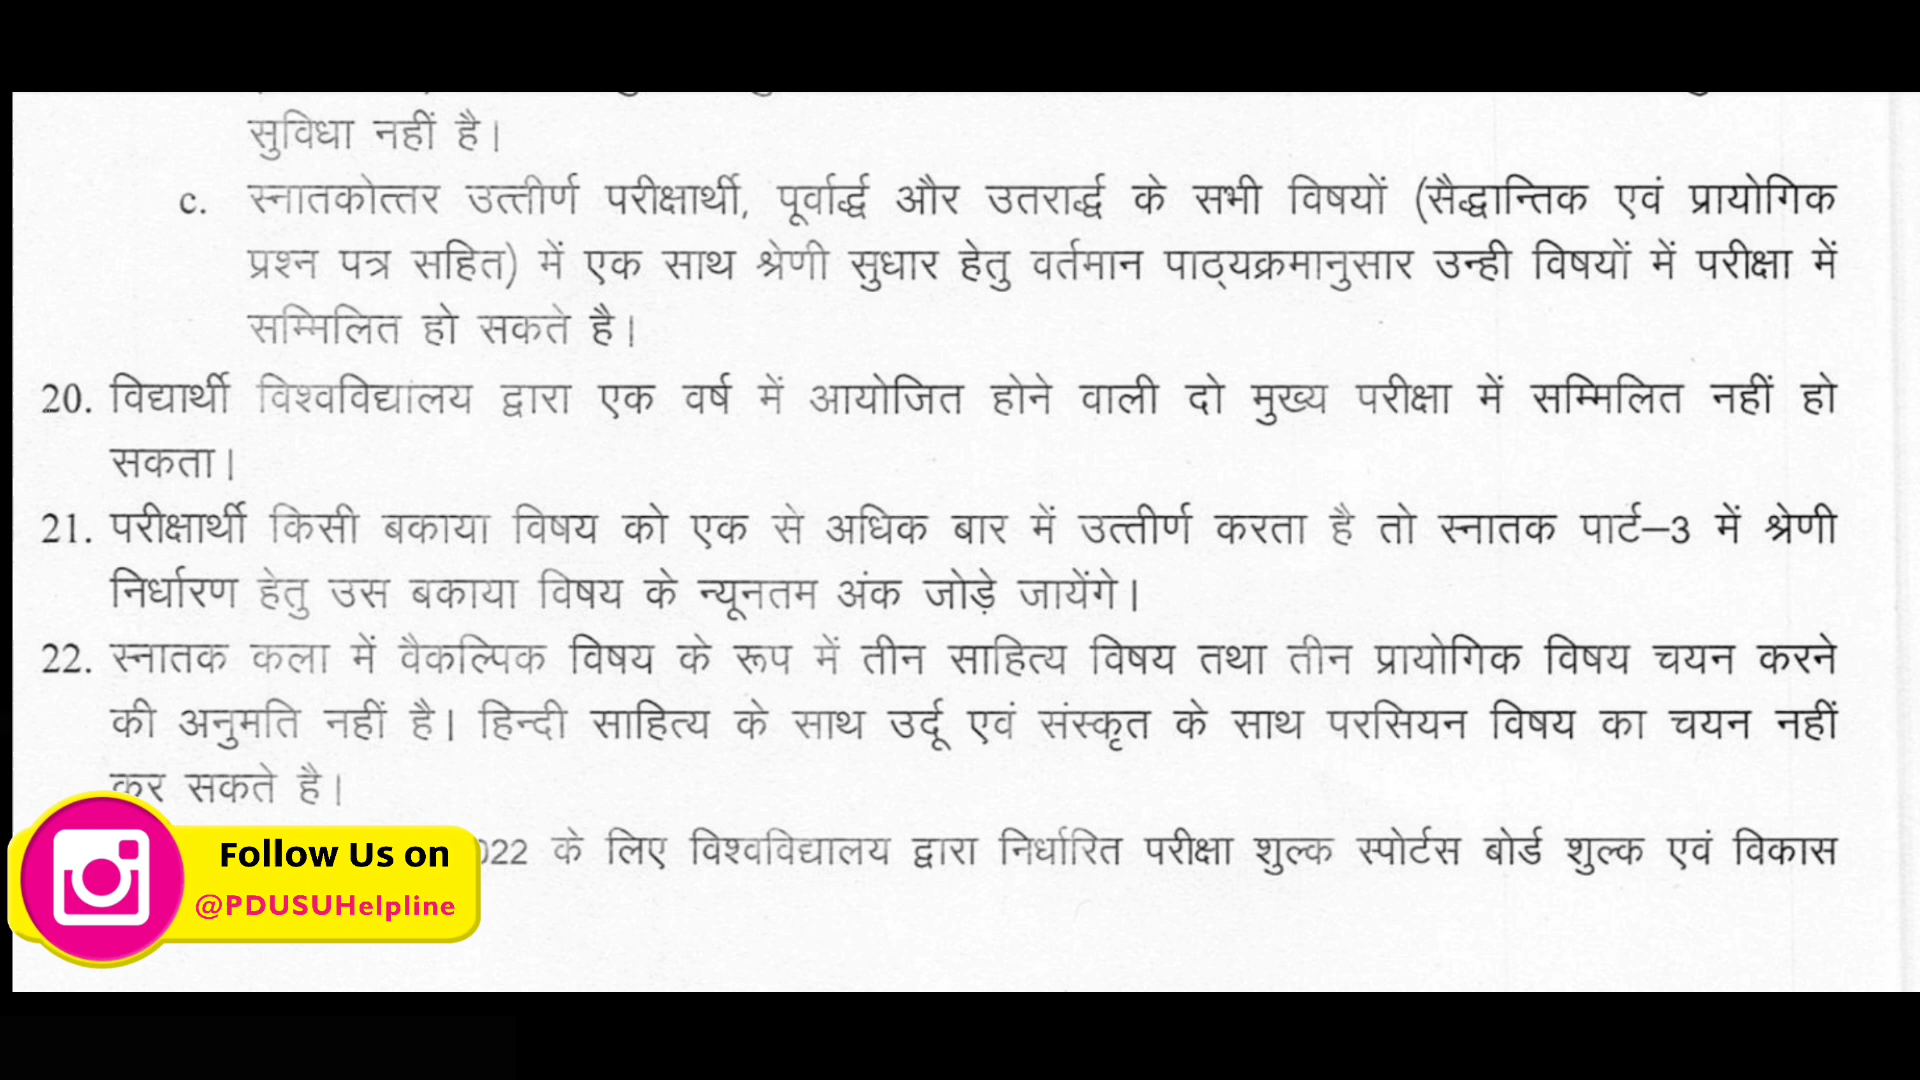 सुविधा नहीं है।
c. स्नातकोत्तर उत्तीर्ण परीक्षार्थी, पूर्वार्द्ध और उतरार्द्ध के सभी विषयों (सैद्धान्तिक एवं प्रायोगिक
प्रश्न पत्र सहित) में एक साथ श्रेणी सुधार हेतु वर्तमान पाठ्यक्रमानुसार उन्ही विषयों में परीक्षा में
सम्मिलित हो सकते है।
20. विद्यार्थी विश्वविद्यालय द्वारा एक वर्ष में आयोजित होने वाली दो मुख्य परीक्षा में सम्मिलित नहीं हो
सकता।
21. परीक्षार्थी किसी बकाया विषय को एक से अधिक बार में उत्तीर्ण करता है तो स्नातक पार्ट–3 में श्रेणी
निर्धारण हेतु उस बकाया विषय के न्यूनतम अंक जोड़े जायेंगे।
22. स्नातक कला में वैकल्पिक विषय के रूप में तीन साहित्य विषय तथा तीन प्रायोगिक विषय चयन करने
की अनुमति नहीं है। हिन्दी साहित्य के साथ उर्दू एवं संस्कृत के साथ परसियन विषय का चयन नहीं
कर सकते है।
022 के लिए विश्वविद्यालय द्वारा निर्धारित परीक्षा शुल्क स्पोर्टस बोर्ड शुल्क एवं विकास
Follow Us on
@PDUSUHelpline